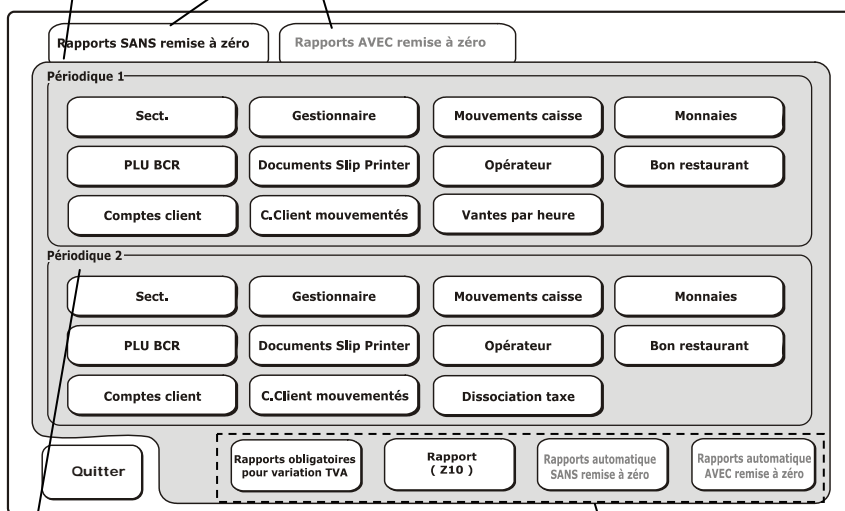 Rapports SANS remise à zéro
Rapports AVEC remise à zéro
Périodique 1
Sect.
Gestionnaire
Mouvements caisse
Monnaies
PLU BCR
Documents Slip Printer
Opérateur
Bon restaurant
Comptes client
C.Client mouvementés
Vantes par heure
Périodique 2
Sect.
Gestionnaire
Mouvements caisse
Monnaies
PLU BCR
Documents Slip Printer
Opérateur
Bon restaurant
Comptes client
C.Client mouvementés
Dissociation taxe
Quitter
Rapports obligatoires
pour variation TVA
Rapport
( Z10 )
Rapports automatique
SANS remise à zéro
Rapports automatique
AVEC remise à zéro